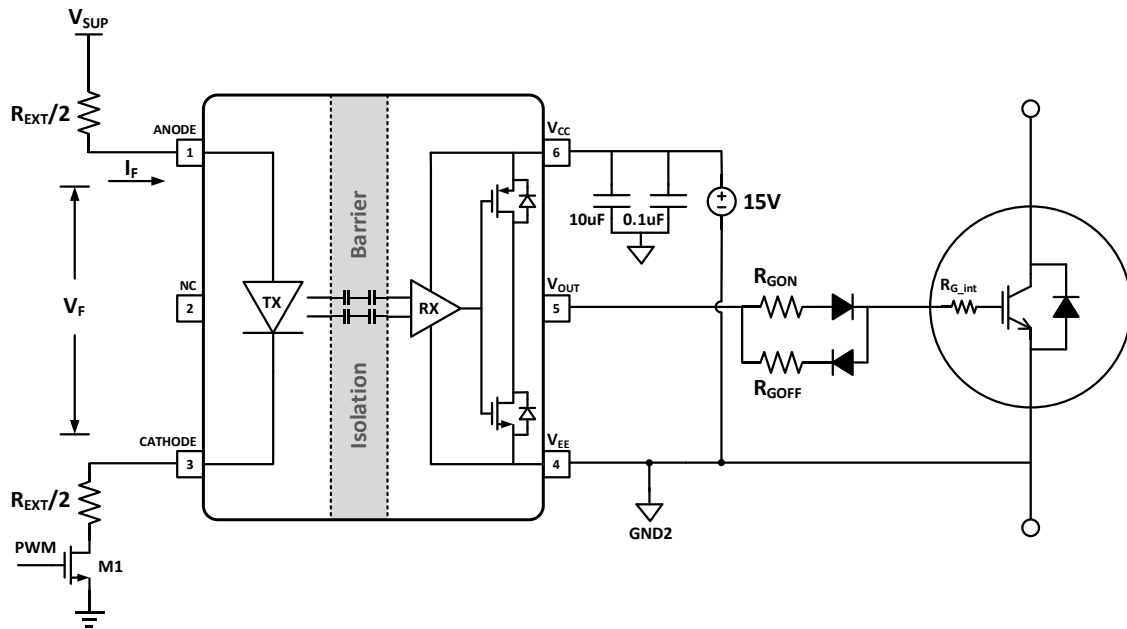 VSUP
REXT/2
ANODE
1
IF
VF
NC
2
CATHODE
3
REXT/2
PWM
M1
TX
Barrier
Isolation
RX
VCC
6
10uF
0.1uF
15V
VOUT
5
RGON
RGOFF
RG_int
VEE
4
GND2